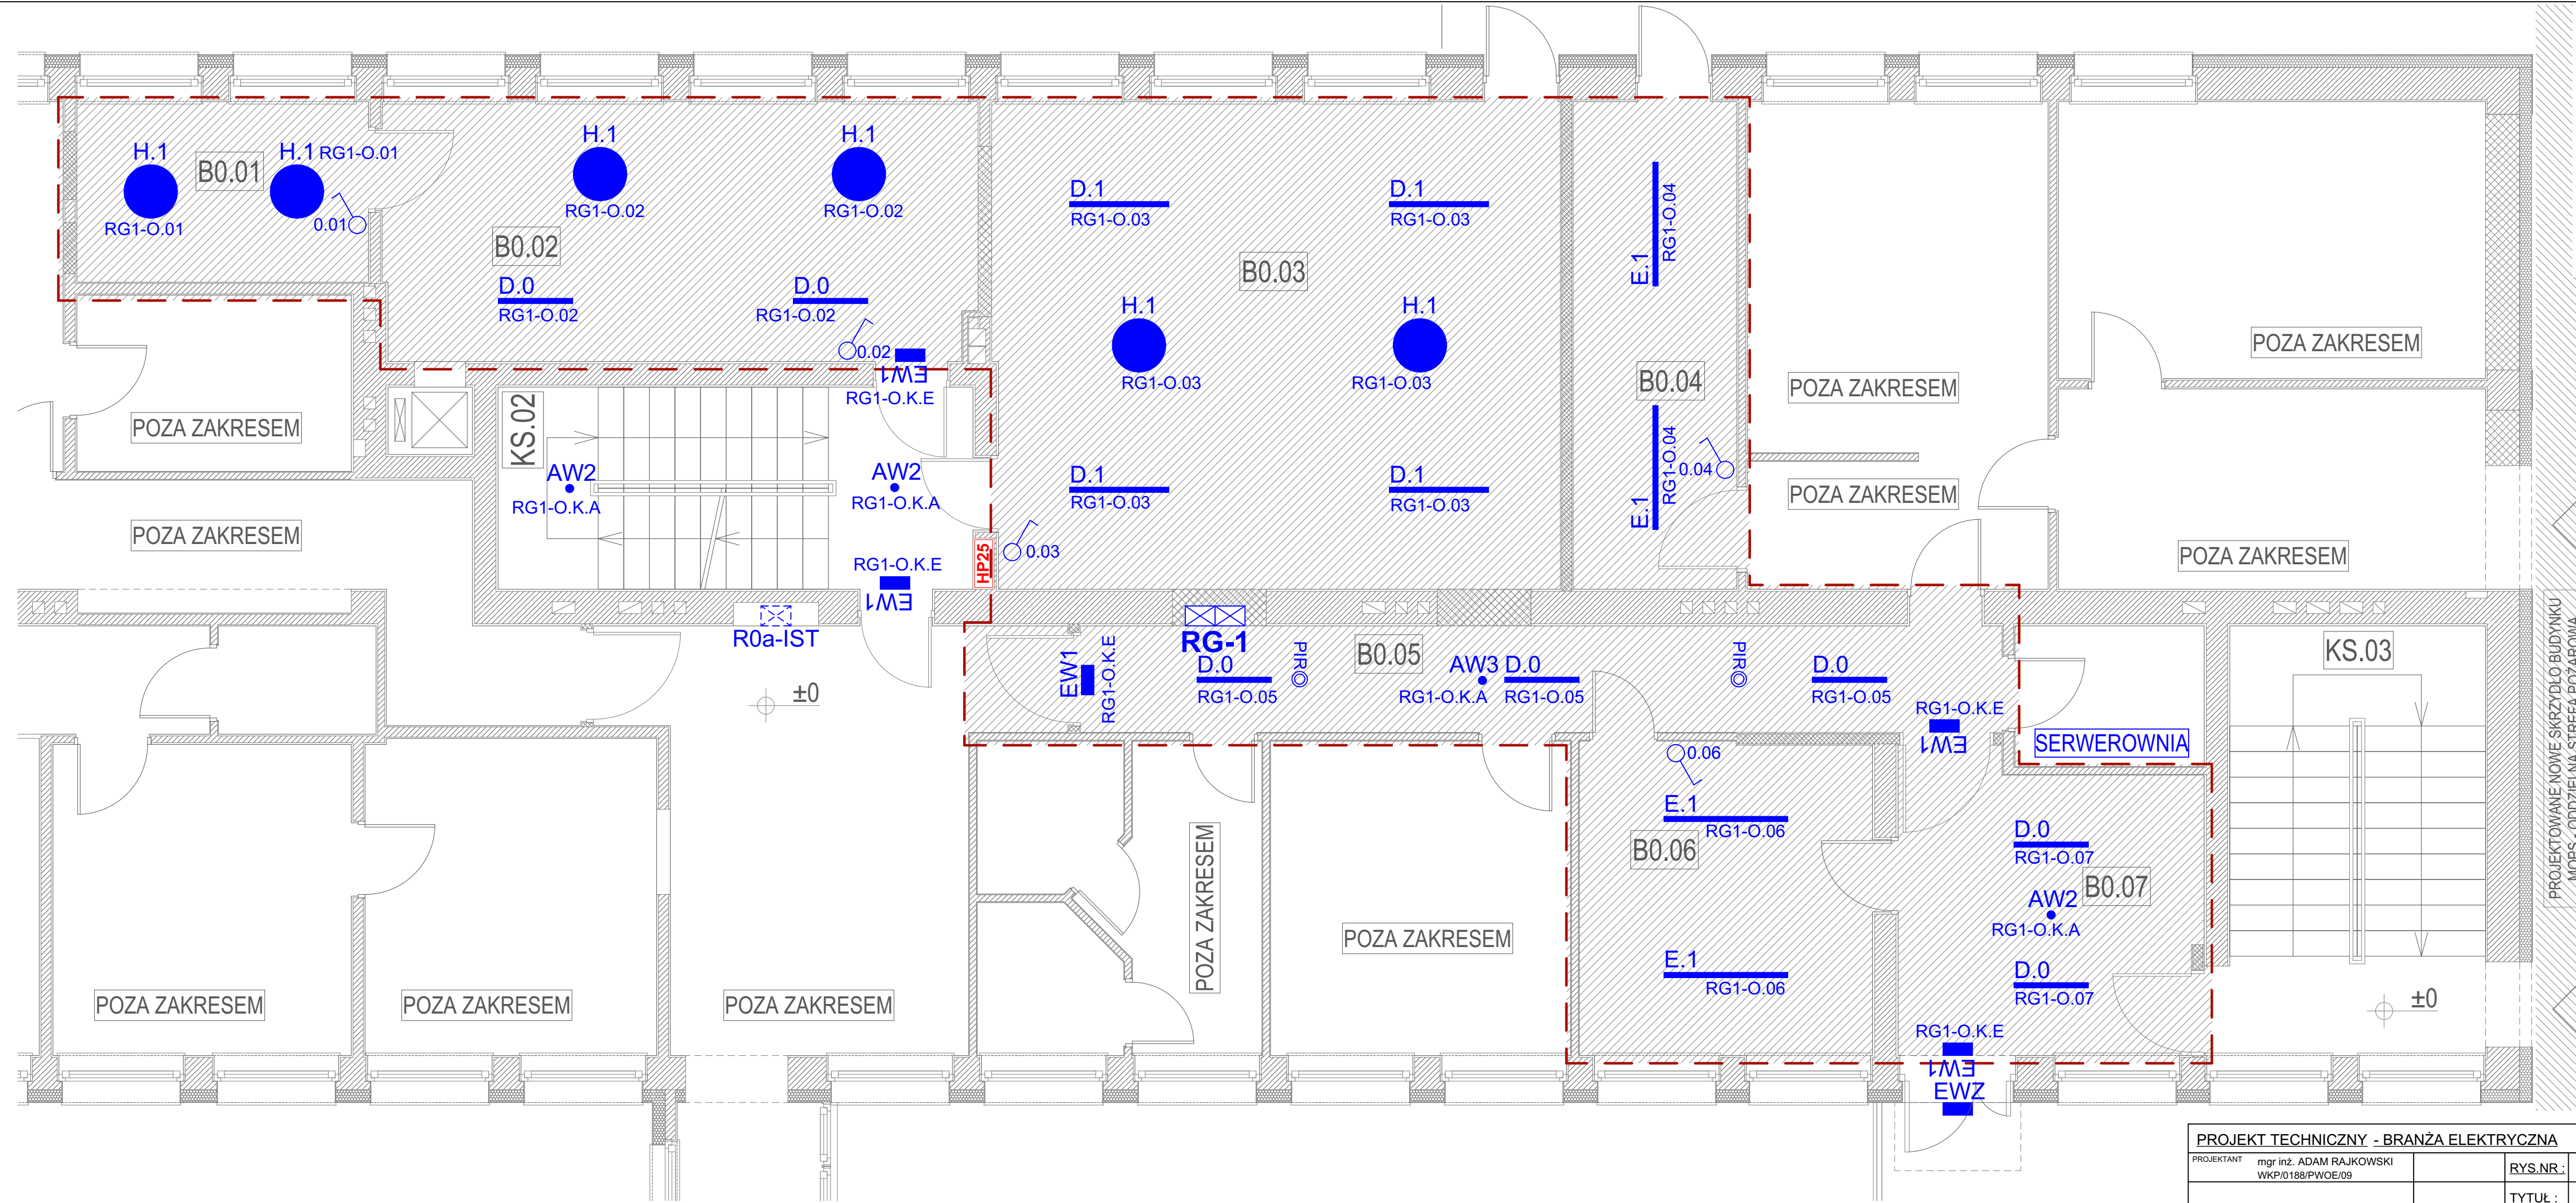 H.1
H.1
RG1-O.01
B0.01
RG1-O.01
0.01
H.1
RG1-O.02
H.1
RG1-O.02
B0.02
D.0
RG1-O.02
D.0
RG1-O.02
0.02
EW1
RG1-O.K.E
D.1
RG1-O.03
D.1
RG1-O.03
B0.03
H.1
RG1-O.03
H.1
RG1-O.03
D.1
RG1-O.03
D.1
RG1-O.03
0.03
E.1
RG1-O.04
B0.04
E.1
RG1-O.04
0.04
POZA ZAKRESEM
POZA ZAKRESEM
POZA ZAKRESEM
POZA ZAKRESEM
POZA ZAKRESEM
POZA ZAKRESEM
KS.02
AW2
RG1-O.K.A
AW2
RG1-O.K.A
RG1-O.K.E
EW1
HP25
R0a-IST
±0
EW1
RG1-O.K.E
RG-1
D.0
RG1-O.05
PIR
B0.05
AW3
RG1-O.K.A
D.0
RG1-O.05
PIR
D.0
RG1-O.05
RG1-O.K.E
EW1
SERWEROWNIA
KS.03
PROJEKTOWANE NOWE SKRZYDŁO BUDYNKU
MOPS - ODDZIELNA STREFA POŻAROWA
0.06
E.1
RG1-O.06
B0.06
E.1
RG1-O.06
D.0
RG1-O.07
B0.07
AW2
RG1-O.K.A
D.0
RG1-O.07
RG1-O.K.E
EW1
EWZ
±0
POZA ZAKRESEM
POZA ZAKRESEM
POZA ZAKRESEM
POZA ZAKRESEM
POZA ZAKRESEM
PROJEKT TECHNICZNY - BRANŻA ELEKTRYCZNA
PROJEKTANT mgr inż. ADAM RAJKOWSKI
WKP/0188/PWOE/09
RYS.NR :
TYTUŁ :